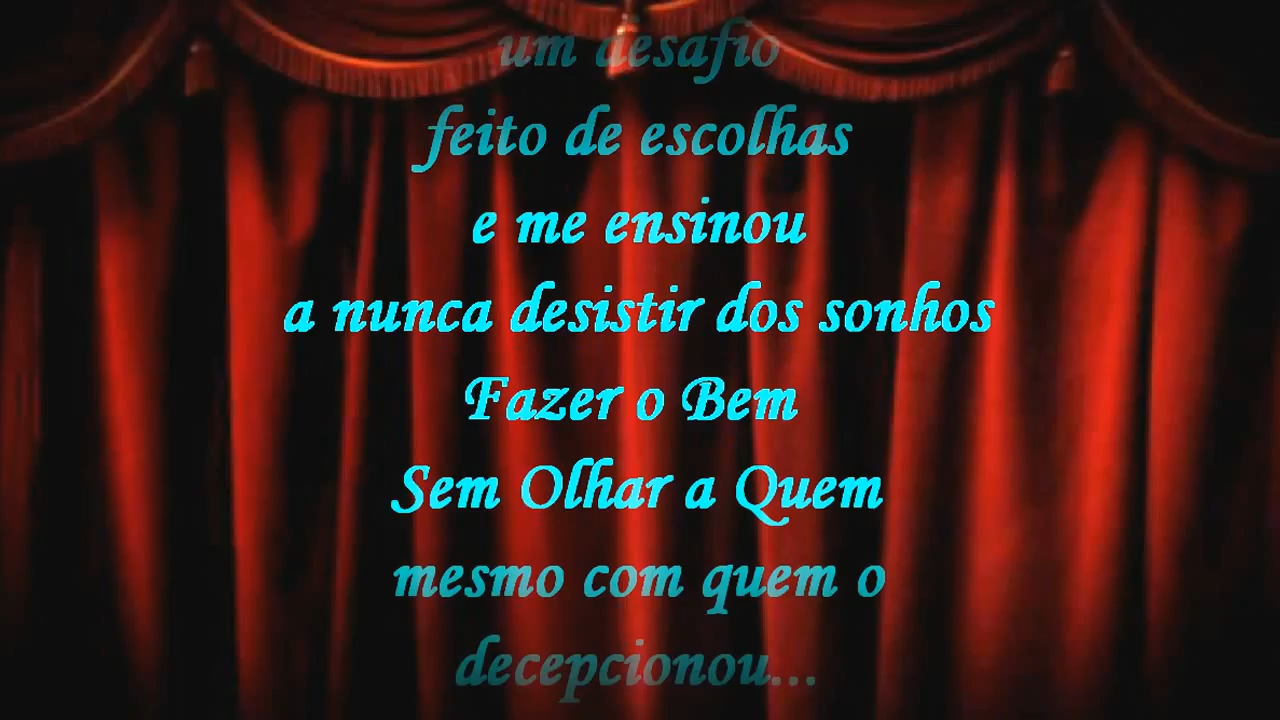 um desafio
feito de escolhas
e me ensinou
a nunca desistir dos sonhos
Fazer o Bem
Sem Olhar a Quem
mesmo com quem o
decepcionou...